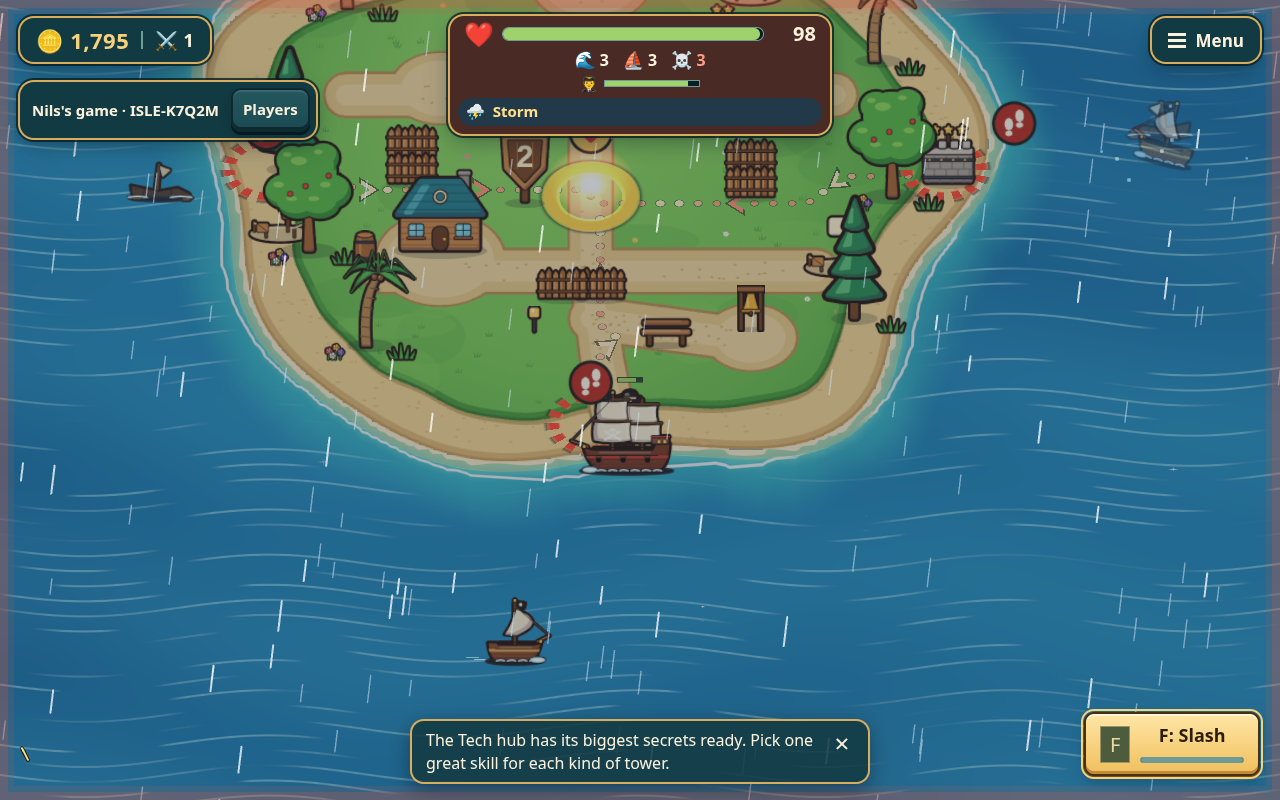 1,795 1
98
Menu
3 3 3
Nils's game · ISLE-K7Q2M Players
Storm
2
The Tech hub has its biggest secrets ready. Pick one
great skill for each kind of tower.
F F: Slash